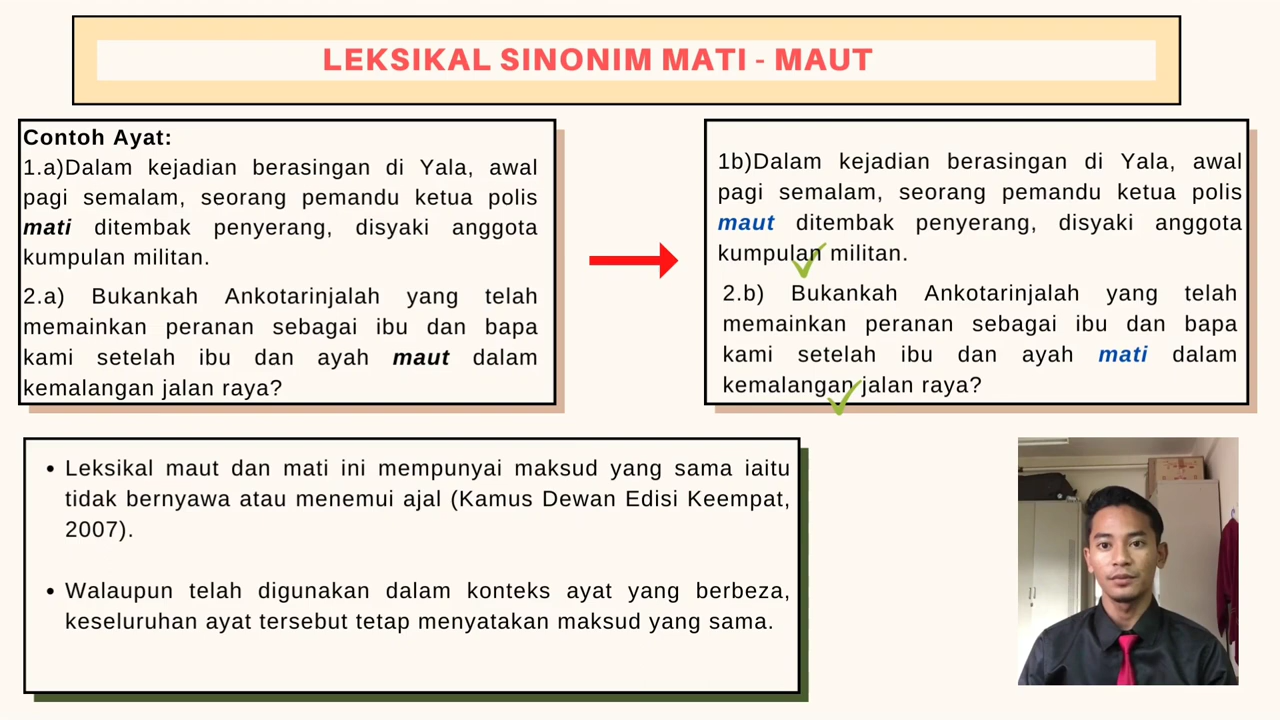 LEKSIKAL SINONIM MATI - MAUT
Contoh Ayat:
1.a)Dalam kejadian berasingan di Yala, awal
pagi semalam, seorang pemandu ketua polis
mati ditembak penyerang, disyaki anggota
kumpulan militan.
2.a) Bukankah Ankotarinjalah yang telah
memainkan peranan sebagai ibu dan bapa
kami setelah ibu dan ayah maut dalam
kemalangan jalan raya?
1b)Dalam kejadian berasingan di Yala, awal
pagi semalam, seorang pemandu ketua polis
maut ditembak penyerang, disyaki anggota
kumpulan militan.
2.b) Bukankah Ankotarinjalah yang telah
memainkan peranan sebagai ibu dan bapa
kami setelah ibu dan ayah mati dalam
kemalangan jalan raya?
• Leksikal maut dan mati ini mempunyai maksud yang sama iaitu
tidak bernyawa atau menemui ajal (Kamus Dewan Edisi Keempat,
2007).
• Walaupun telah digunakan dalam konteks ayat yang berbeza,
keseluruhan ayat tersebut tetap menyatakan maksud yang sama.